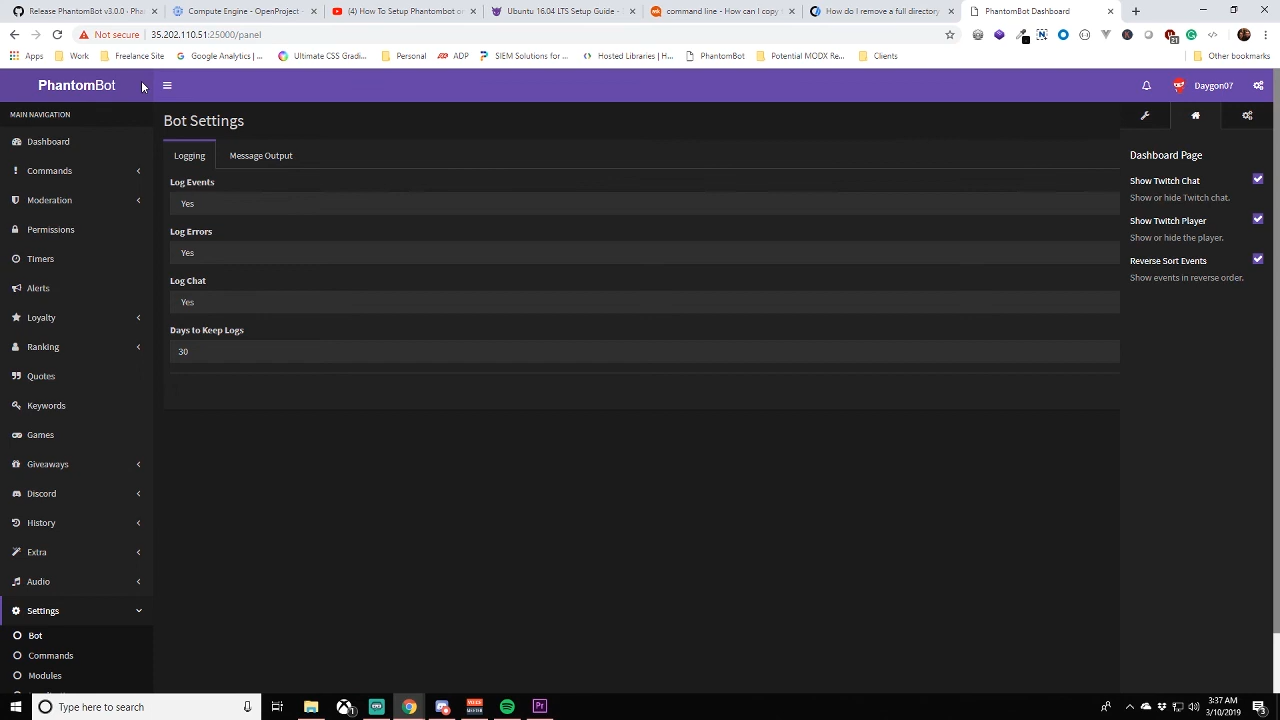 Release PhantomBot v3.0.0 · Pha
Compute Engine - OpenProject -
(4) How To Setup Phantombot on
Ubuntu 16.04 LTS Setup Guide -
command line - How can I copy
How do I remove a full directory
PhantomBot Dashboard
Not secure
35.202.110.51:25000/panel
Apps
Work
Freelance Site
Google Analytics |...
Ultimate CSS Gradi...
Personal
ADP
SIEM Solutions for ...
Hosted Libraries | H...
PhantomBot
Potential MODX Re...
Clients
Other bookmarks
PhantomBot
Daygon07
MAIN NAVIGATION
Dashboard
Commands
Moderation
Permissions
Timers
Alerts
Loyalty
Ranking
Quotes
Keywords
Games
Giveaways
Discord
History
Extra
Audio
Settings
Bot
Commands
Modules
Bot Settings
Logging
Message Output
Log Events
Yes
Log Errors
Yes
Log Chat
Yes
Days to Keep Logs
30
Dashboard Page
Show Twitch Chat
Show or hide Twitch chat.
Show Twitch Player
Show or hide the player.
Reverse Sort Events
Show events in reverse order.
Type here to search
3:37 AM
3/10/2019